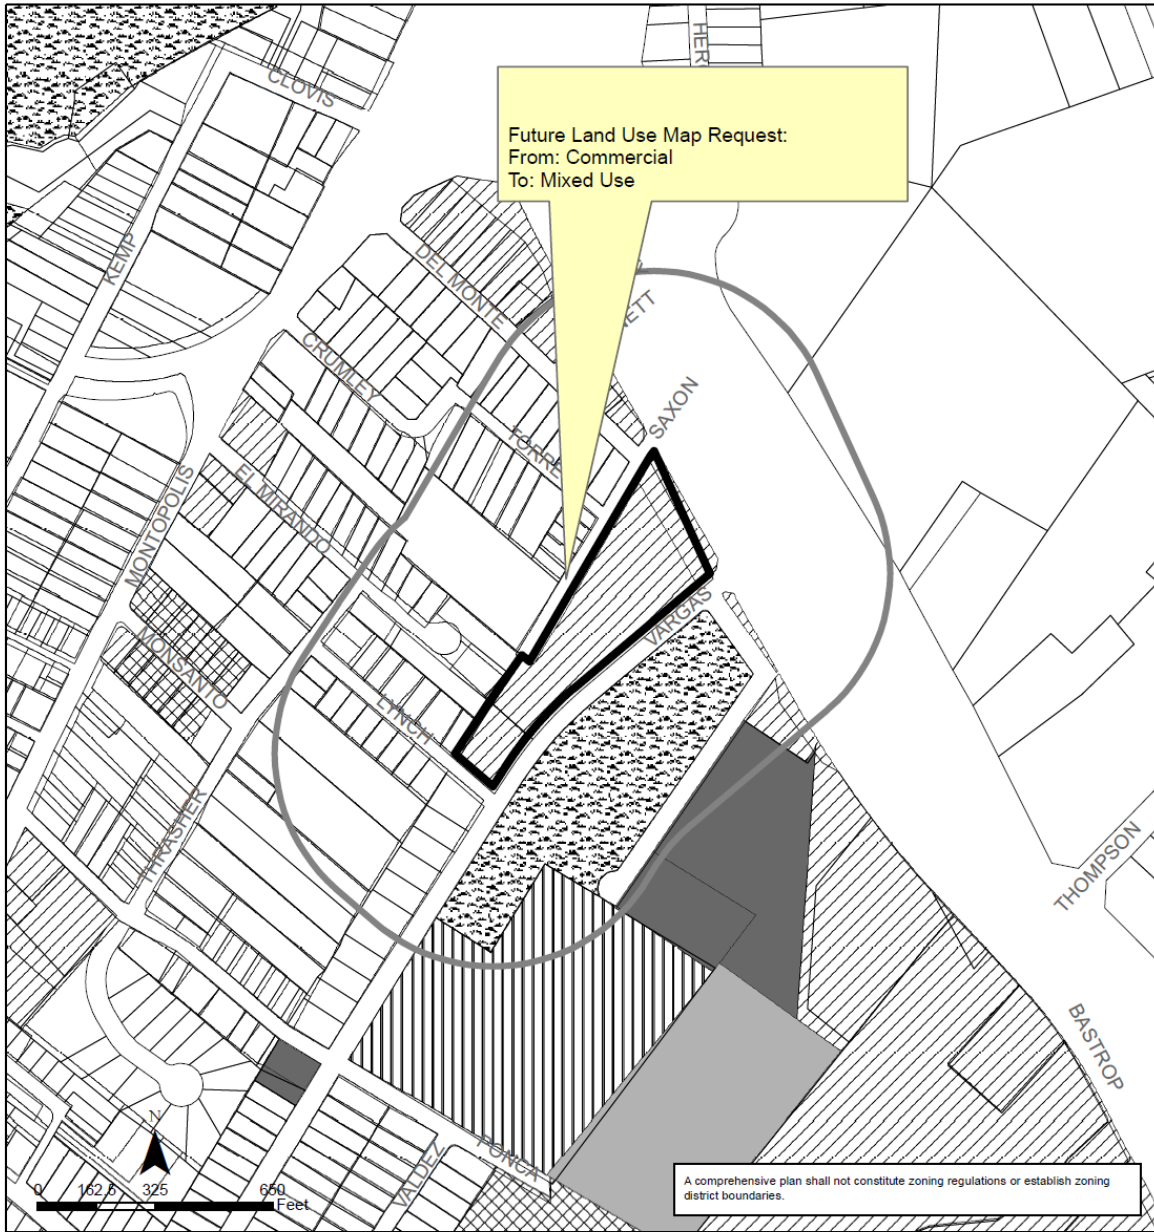 HER
CLOVIS
Future Land Use Map Request:
From: Commercial
To: Mixed Use
KEMP
DEL MONTE
CRUMLEY
SAXON
TORRE
EL MIRANDO
MONTOPOLIS
VARGAS
MONSANTO
LYNCH
THRASHER
THOMPSON
BASTROP
PONCA
VALDEZ
N
0 162.5 325 650
Feet
A comprehensive plan shall not constitute zoning regulations or establish zoning
district boundaries.